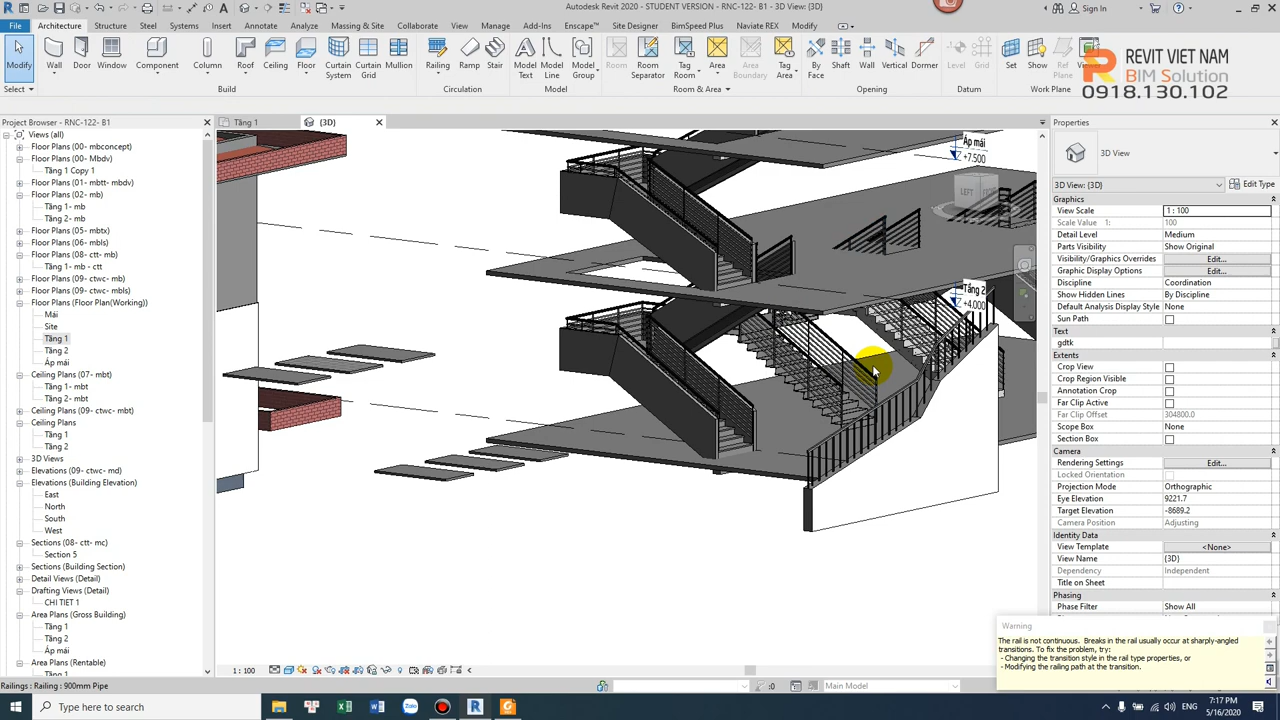 Autodesk Revit 2020 - STUDENT VERSION - RNC-122- B1 - 3D View: {3D}
Sign In
File Architecture Structure Steel Systems Insert Annotate Analyze Massing & Site Collaborate View Manage Add-Ins Enscape™ Site Designer BimSpeed Plus Naviate REX Modify
Modify Wall Door Window Component Column Roof Ceiling Floor Curtain System Curtain Grid Mullion Railing Ramp Stair Model Text Model Line Model Group Room Room Separator Tag Room Area Area Boundary Tag Area By Face Shaft Wall Vertical Dormer Level Grid Set Show Ref Plane Viewer
Select Build Circulation Model Room & Area Opening Datum Work Plane
REVIT VIET NAM
BIM Solution
0918.130.102
Project Browser - RNC-122- B1
Views (all)
Floor Plans (00- mbconcept)
Floor Plans (00- Mbdv)
Tầng 1 Copy 1
Floor Plans (01- mbtt- mbdv)
Floor Plans (02- mb)
Tầng 1- mb
Tầng 2- mb
Floor Plans (05- mbtx)
Floor Plans (06- mbls)
Floor Plans (08- ctt- mb)
Tầng 1- mb - ctt
Floor Plans (09- ctwc- mb)
Floor Plans (09- ctwc- mbls)
Floor Plans (Floor Plan(Working))
Mái
Site
Tầng 1
Tầng 2
Áp mái
Ceiling Plans (07- mbt)
Tầng 1- mbt
Tầng 2- mbt
Ceiling Plans (09- ctwc- mbt)
Ceiling Plans
Tầng 1
Tầng 2
3D Views
Elevations (09- ctwc- md)
Elevations (Building Elevation)
East
North
South
West
Sections (08- ctt- mc)
Section 5
Sections (Building Section)
Detail Views (Detail)
Drafting Views (Detail)
CHI TIET 1
Area Plans (Gross Building)
Tầng 1
Tầng 2
Áp mái
Area Plans (Rentable)
Tầng 1
Tầng 1
{3D}
Áp mái
+7.500
LEFT
Tầng 2
+4.000
Properties
3D View
3D View: {3D} Edit Type
Graphics
View Scale 1 : 100
Scale Value 1: 100
Detail Level Medium
Parts Visibility Show Original
Visibility/Graphics Overrides Edit...
Graphic Display Options Edit...
Discipline Coordination
Show Hidden Lines By Discipline
Default Analysis Display Style None
Sun Path
Text
gdtk
Extents
Crop View
Crop Region Visible
Annotation Crop
Far Clip Active
Far Clip Offset 304800.0
Scope Box None
Section Box
Camera
Rendering Settings Edit...
Locked Orientation
Projection Mode Orthographic
Eye Elevation 9221.7
Target Elevation -8689.2
Camera Position Adjusting
Identity Data
View Template <None>
View Name {3D}
Dependency Independent
Title on Sheet
Phasing
Phase Filter Show All
Warning
The rail is not continuous. Breaks in the rail usually occur at sharply-angled
transitions. To fix the problem, try:
- Changing the transition style in the rail type properties, or
- Modifying the railing path at the transition.
1 : 100
Railings : Railing : 900mm Pipe
:0
Main Model
Type here to search
ENG
7:17 PM
5/16/2020